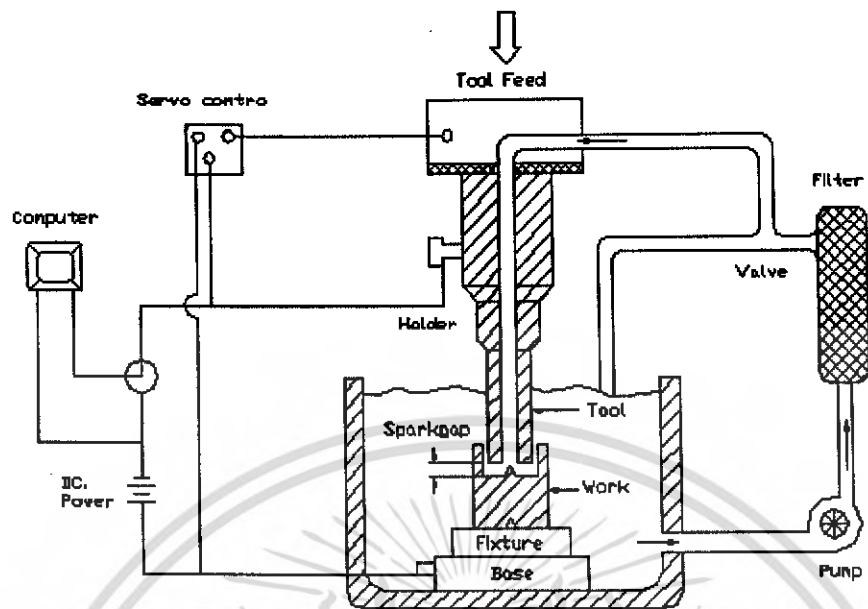 Tool Feed
Servo contro
Filter
Computer
Valve
Holder
Tool
Sparkgap
DC.
Power
Work
Fixture
Base
Pump